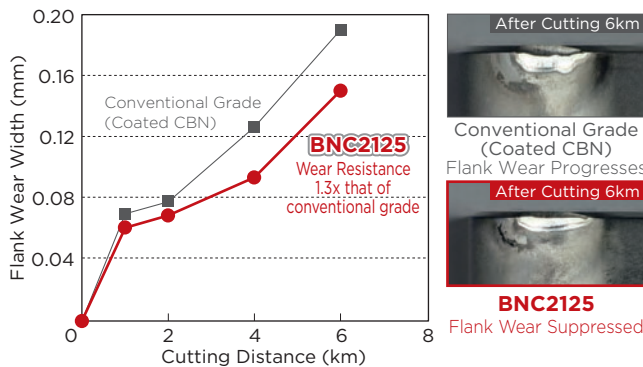 0.20
0.16
0.12
0.08
0.04
0
2
4
6
8
Flank Wear Width (mm)
Cutting Distance (km)
Conventional Grade
(Coated CBN)
BNC2125
Wear Resistance
1.3x that of
conventional grade
After Cutting 6km
Conventional Grade
(Coated CBN)
Flank Wear Progresses
After Cutting 6km
BNC2125
Flank Wear Suppressed